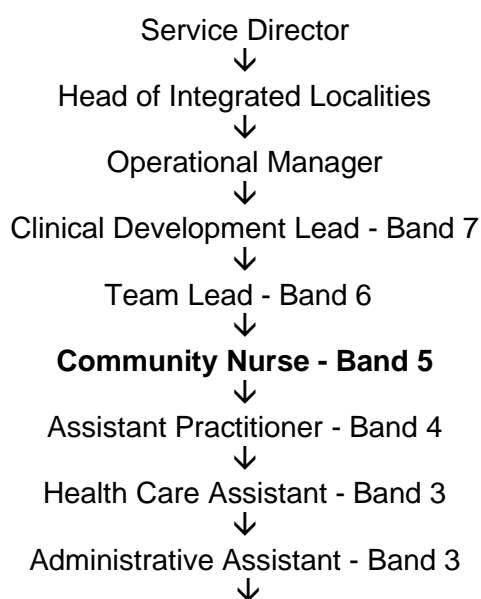 Service Director
↓
Head of Integrated Localities
↓
Operational Manager
↓
Clinical Development Lead - Band 7
↓
Team Lead - Band 6
↓
Community Nurse - Band 5
↓
Assistant Practitioner - Band 4
↓
Health Care Assistant - Band 3
↓
Administrative Assistant - Band 3
↓